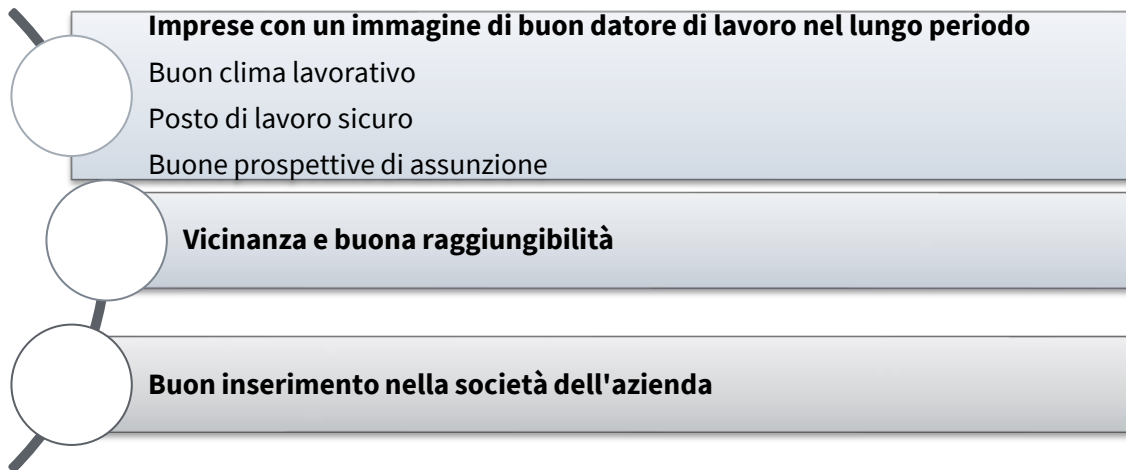 Imprese con un immagine di buon datore di lavoro nel lungo periodo
Buon clima lavorativo
Posto di lavoro sicuro
Buone prospettive di assunzione
Vicinanza e buona raggiungibilità
Buon inserimento nella società dell'azienda